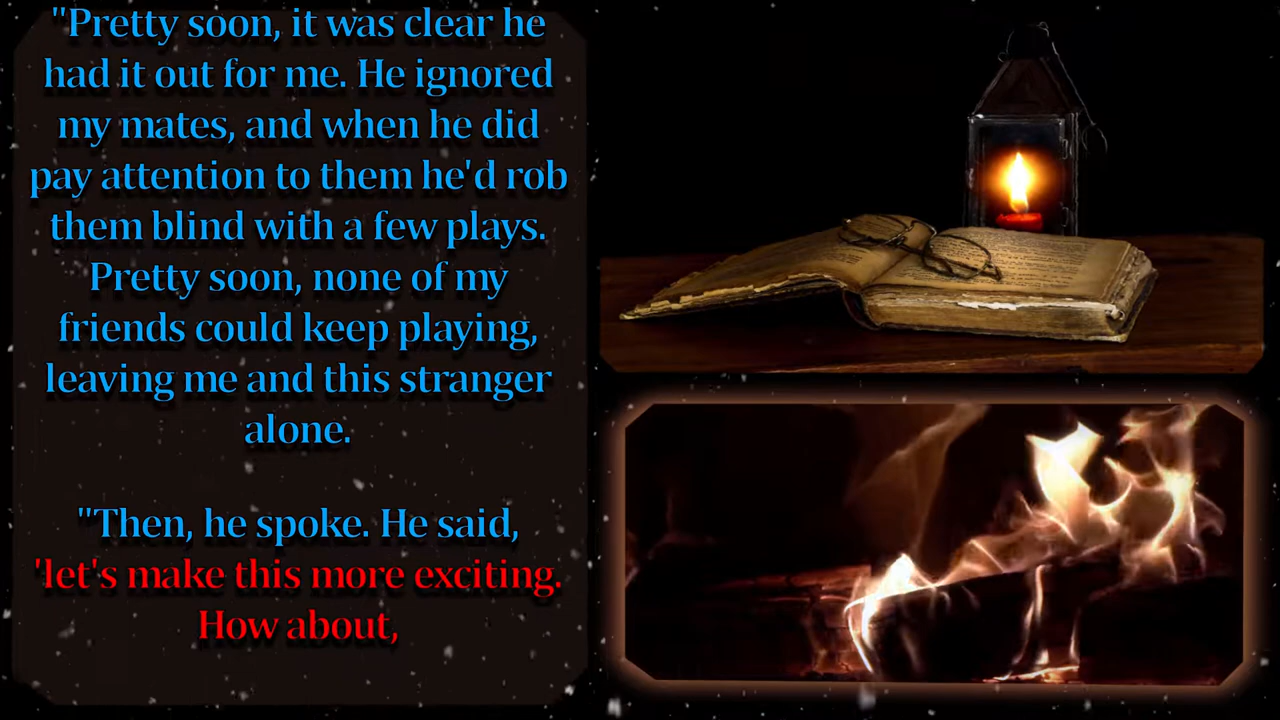 "Pretty soon, it was clear he
had it out for me. He ignored
my mates, and when he did
pay attention to them he'd rob
them blind with a few plays.
Pretty soon, none of my
friends could keep playing,
leaving me and this stranger
alone.
"Then, he spoke. He said,
'let's make this more exciting.
How about,